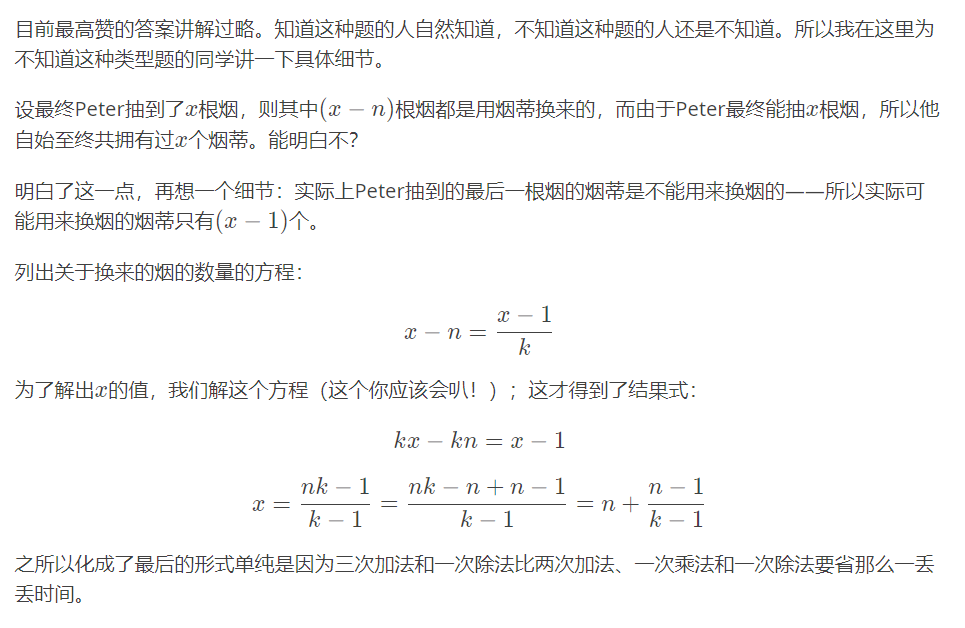 目前最高赞的答案讲解过略。知道这种题的人自然知道，不知道这种题的人还是不知道。所以我在这里为
不知道这种类型题的同学讲一下具体细节。
设最终Peter抽到了x根烟，则其中(x − n)根烟都是用烟蒂换来的，而由于Peter最终能抽x根烟，所以他
自始至终共拥有过x个烟蒂。能明白不？
明白了这一点，再想一个细节：实际上Peter抽到的最后一根烟的烟蒂是不能用来换烟的——所以实际可
能用来换烟的烟蒂只有(x − 1)个。
列出关于换来的烟的数量的方程：
x − n = \frac{x − 1}{k}
为了解出x的值，我们解这个方程（这个你应该会叭！）；这才得到了结果式：
kx − kn = x − 1
x = \frac{nk − 1}{k − 1} = \frac{nk − n + n − 1}{k − 1} = n + \frac{n − 1}{k − 1}
之所以化成了最后的形式单纯是因为三次加法和一次除法比两次加法、一次乘法和一次除法要省那么一丢
丢时间。